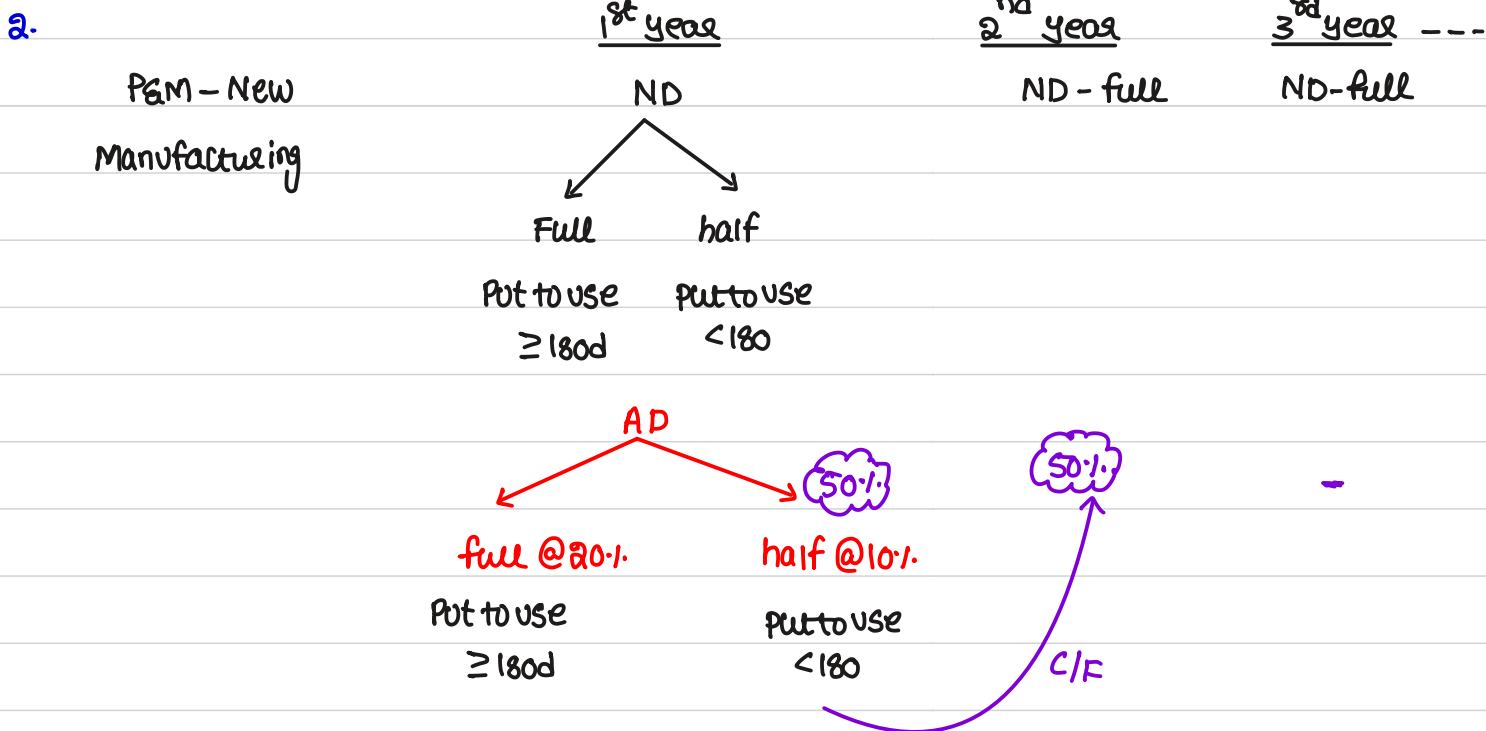 2.
1st year 2nd year 3rd year ----
P&M - New ND ND - full ND-full
Manufacturing
Full half
Put to use Put to use
≥180d <180
AD
50% 50% -
full @20% half @10%
Put to use Put to use
≥180d <180
C/F